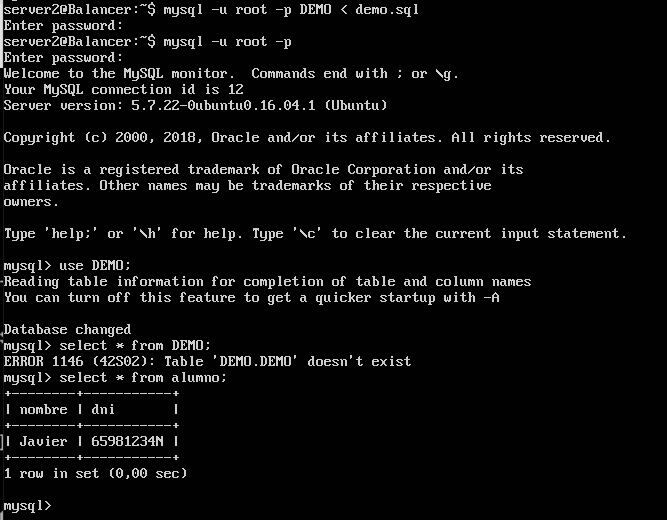 server2@Balancer:~$ mysql -u root -p DEMO < demo.sql
Enter password:
server2@Balancer:~$ mysql -u root -p
Enter password:
Welcome to the MySQL monitor.  Commands end with ; or \g.
Your MySQL connection id is 12
Server version: 5.7.22-0ubuntu0.16.04.1 (Ubuntu)

Copyright (c) 2000, 2018, Oracle and/or its affiliates. All rights reserved.

Oracle is a registered trademark of Oracle Corporation and/or its
affiliates. Other names may be trademarks of their respective
owners.

Type 'help;' or '\h' for help. Type '\c' to clear the current input statement.

mysql> use DEMO;
Reading table information for completion of table and column names
You can turn off this feature to get a quicker startup with -A

Database changed
mysql> select * from DEMO;
ERROR 1146 (42S02): Table 'DEMO.DEMO' doesn't exist
mysql> select * from alumno;
+--------+-----------+
| nombre | dni       |
+--------+-----------+
| Javier | 65981234N |
+--------+-----------+
1 row in set (0,00 sec)

mysql>